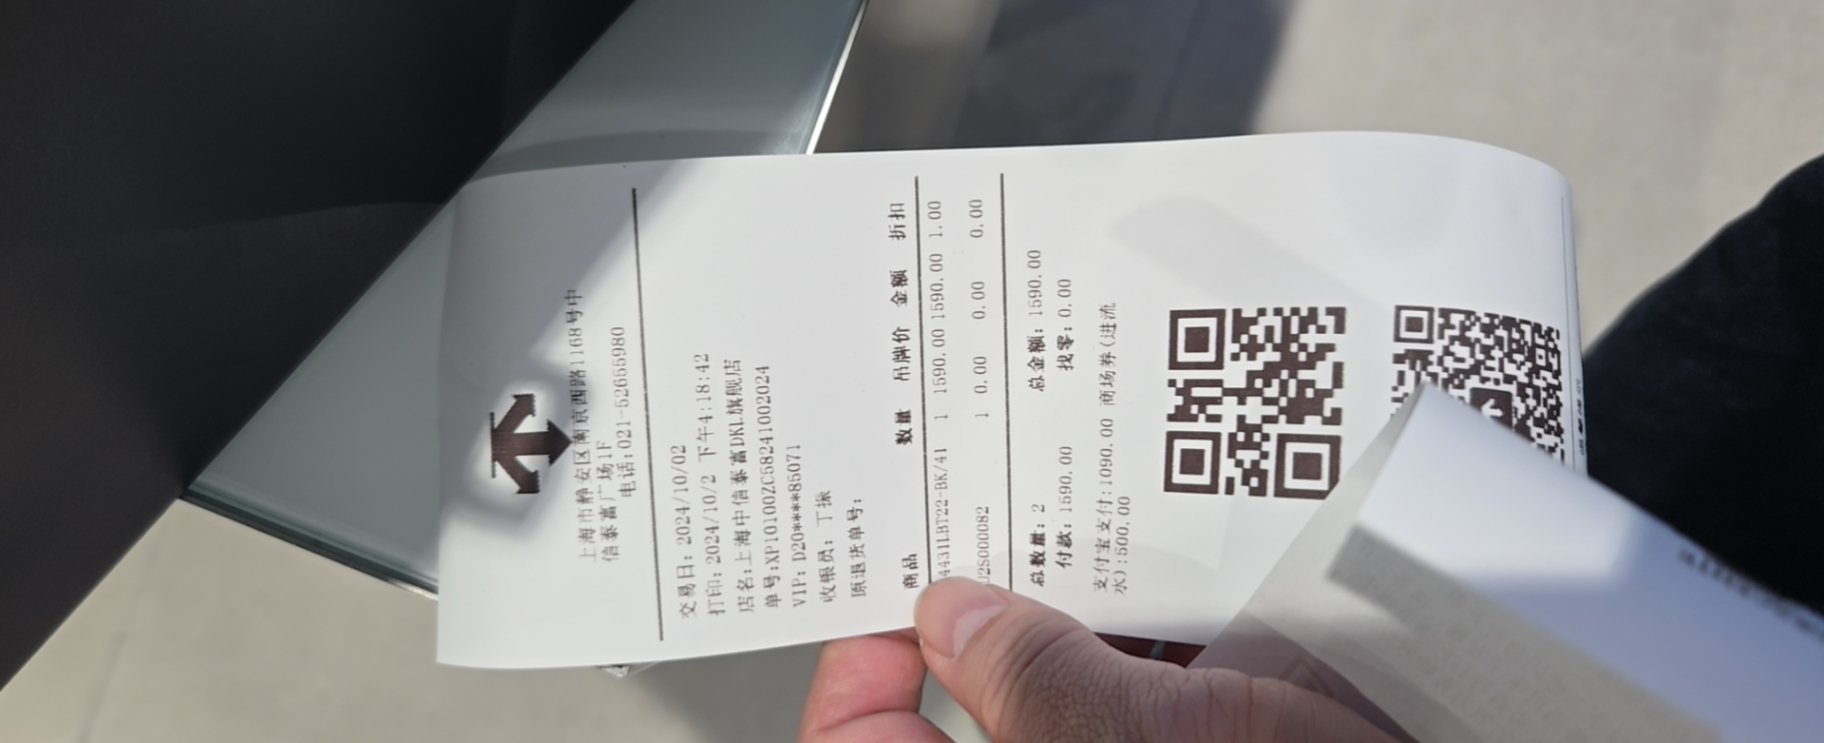 上海市静安区南京西路1168号中
信泰富广场1F
电话:021-52655980
交易日:2024/10/02
打印:2024/10/2 下午4:18:42
店名:上海中信泰富DKL旗舰店
单号:XP10100ZC58241002024
VIP: D20****85071
收银员: 丁振
原退货单号:
商品 数量 吊牌价 金额 折扣
4431LBT22-BK/41 1 1590.00 1590.00 1.00
U2S000082 1 0.00 0.00 0.00
总数量: 2 总金额: 1590.00
付款: 1590.00 找零: 0.00
支付宝支付:1090.00 商场券(进流
水):500.00